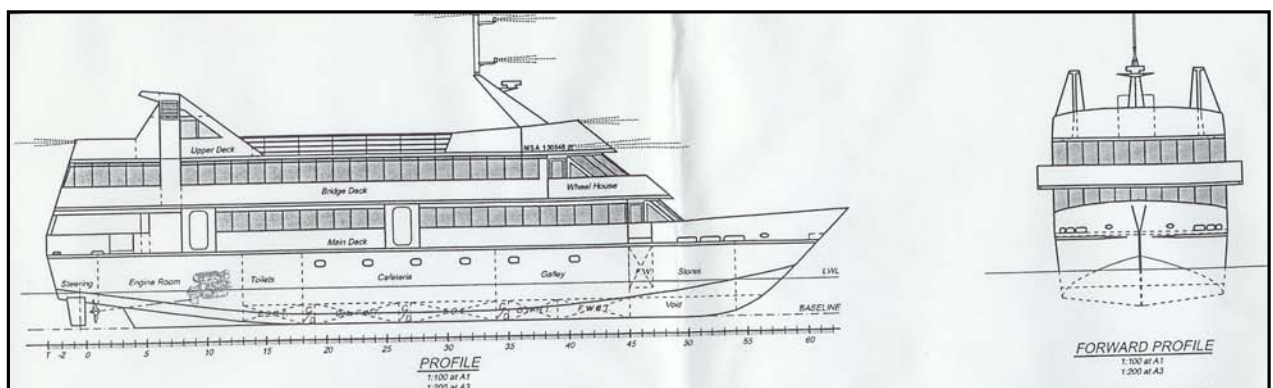 Upper Deck
MSA 130848
Bridge Deck
Wheel House
Main Deck
Steering
Engine Room
Toilets
Cafeteria
Galley
F.W.
Stores
LWL
Void
BASELINE
T -2 0 5 10 15 20 25 30 35 40 45 50 55 60
PROFILE
1:100 at A1
1:200 at A3
FORWARD PROFILE
1:100 at A1
1:200 at A3